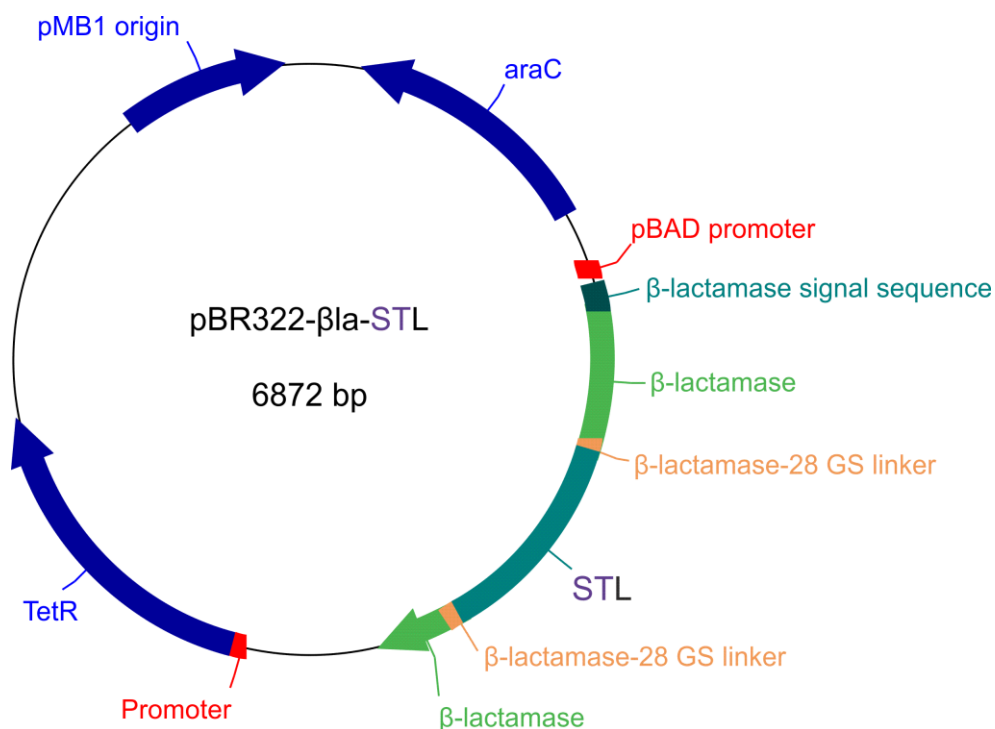 pMB1 origin
araC
pBAD promoter
β-lactamase signal sequence
pBR322-βla-STL
6872 bp
β-lactamase
β-lactamase-28 GS linker
STL
TetR
β-lactamase-28 GS linker
Promoter
β-lactamase